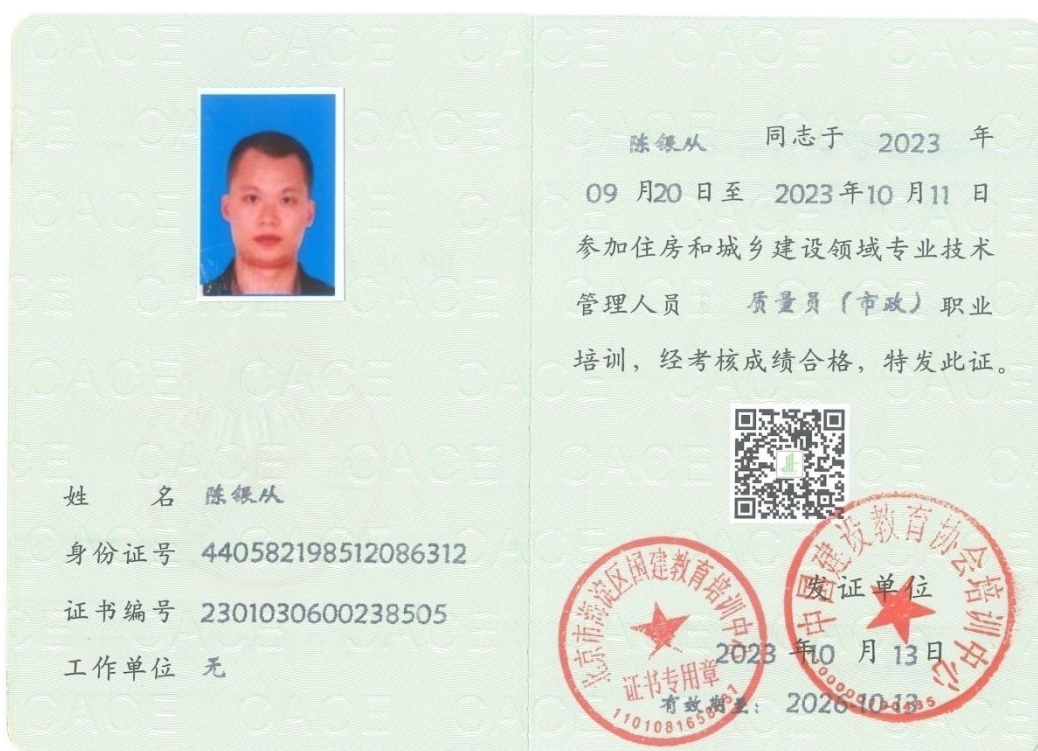 姓 名 陈银从
身份证号 440582198512086312
证书编号 2301030600238505
工作单位 无
陈银从 同志于 2023 年
09 月20 日至 2023年10 月11 日
参加住房和城乡建设领域专业技术
管理人员 质量员（市政）职业
培训，经考核成绩合格，特发此证。
北京市海淀区国建教育培训中心
证书专用章
中国建设教育协会培训中心
发证单位
2023 年10 月 13日
有效期至： 2026-10-13
CACE